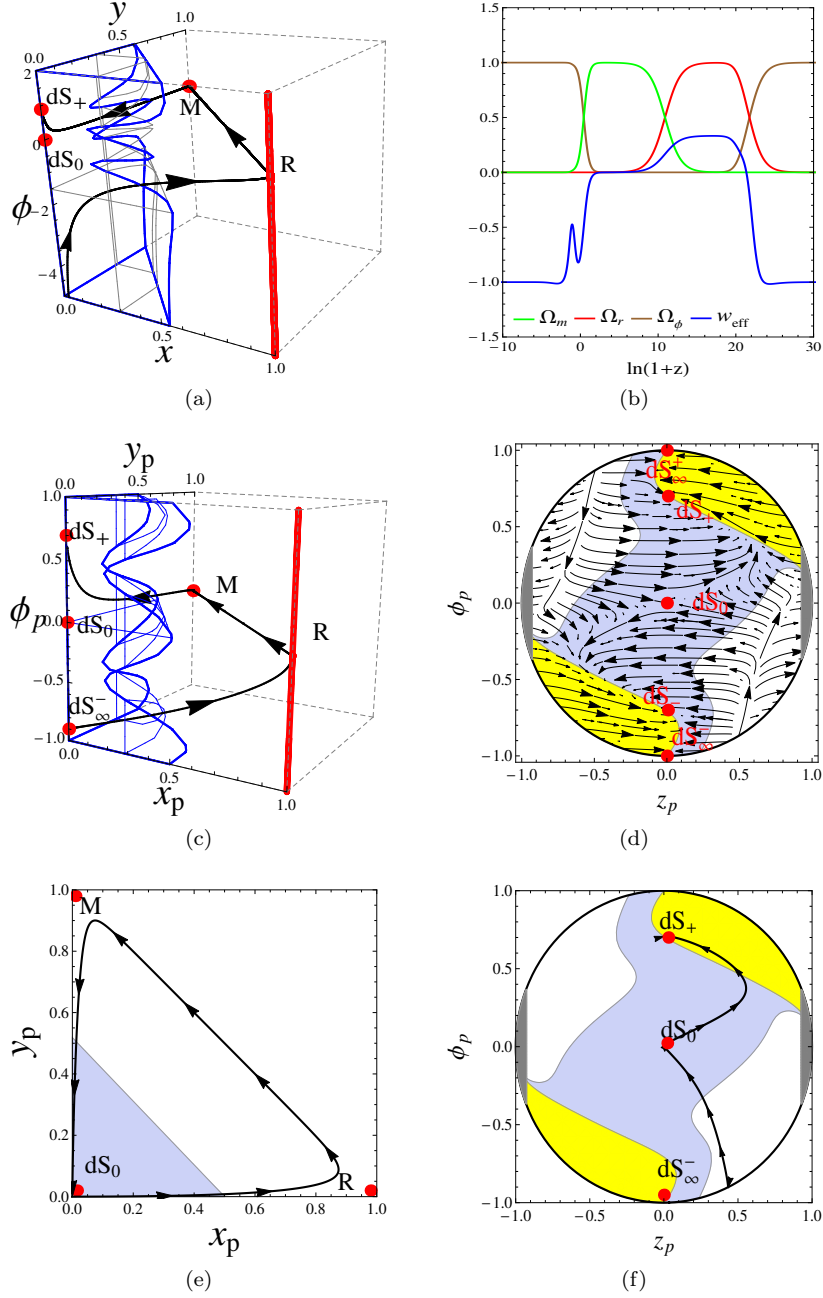 y
0.0
0.5
1.0
2
dS₊
M
0
dS₀
R
ϕ
−2
−4
0.0
0.5
x
1.0
(a)
1.5
1.0
0.5
0.0
−0.5
−1.0
−1.5
Ωm Ωr Ωϕ weff
−10 0 10 20 30
ln(1+z)
(b)
yp
0.0
0.5
1.0
1.0
dS₊
0.5
M
ϕp
0.0
dS₀
R
−0.5
dS∞⁻
−1.0
0.0
0.5
xp
1.0
(c)
1.0
dS∞⁺
dS₊
0.5
ϕp
0.0
dS₀
−0.5
dS₋
dS∞⁻
−1.0
−1.0 −0.5 0.0 0.5 1.0
zp
(d)
1.0
M
0.8
0.6
yp
0.4
0.2
dS₀
R
0.0
0.0 0.2 0.4 0.6 0.8 1.0
xp
(e)
1.0
dS₊
0.5
ϕp
dS₀
0.0
−0.5
dS∞⁻
−1.0
−1.0 −0.5 0.0 0.5 1.0
zp
(f)